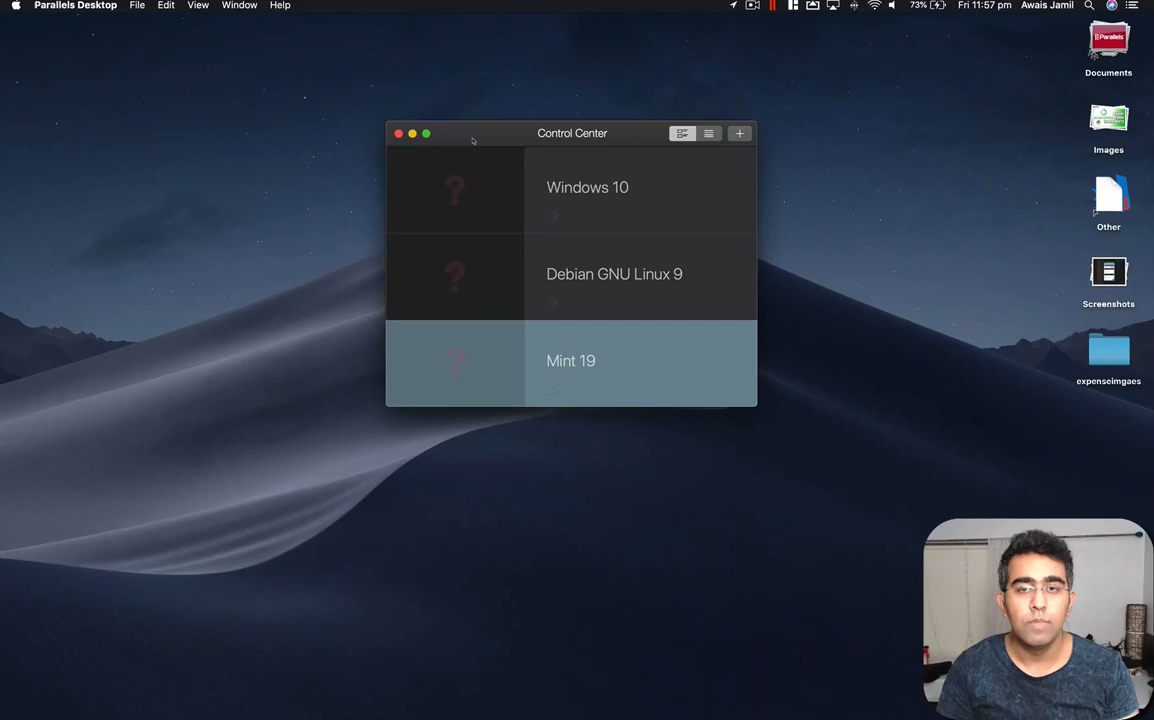 Parallels Desktop File Edit View Window Help 73% Fri 11:57 pm Awais Jamil
|| Parallels
Documents
Images
Other
Screenshots
expenseimgaes
Control Center
?
Windows 10
?
Debian GNU Linux 9
?
Mint 19